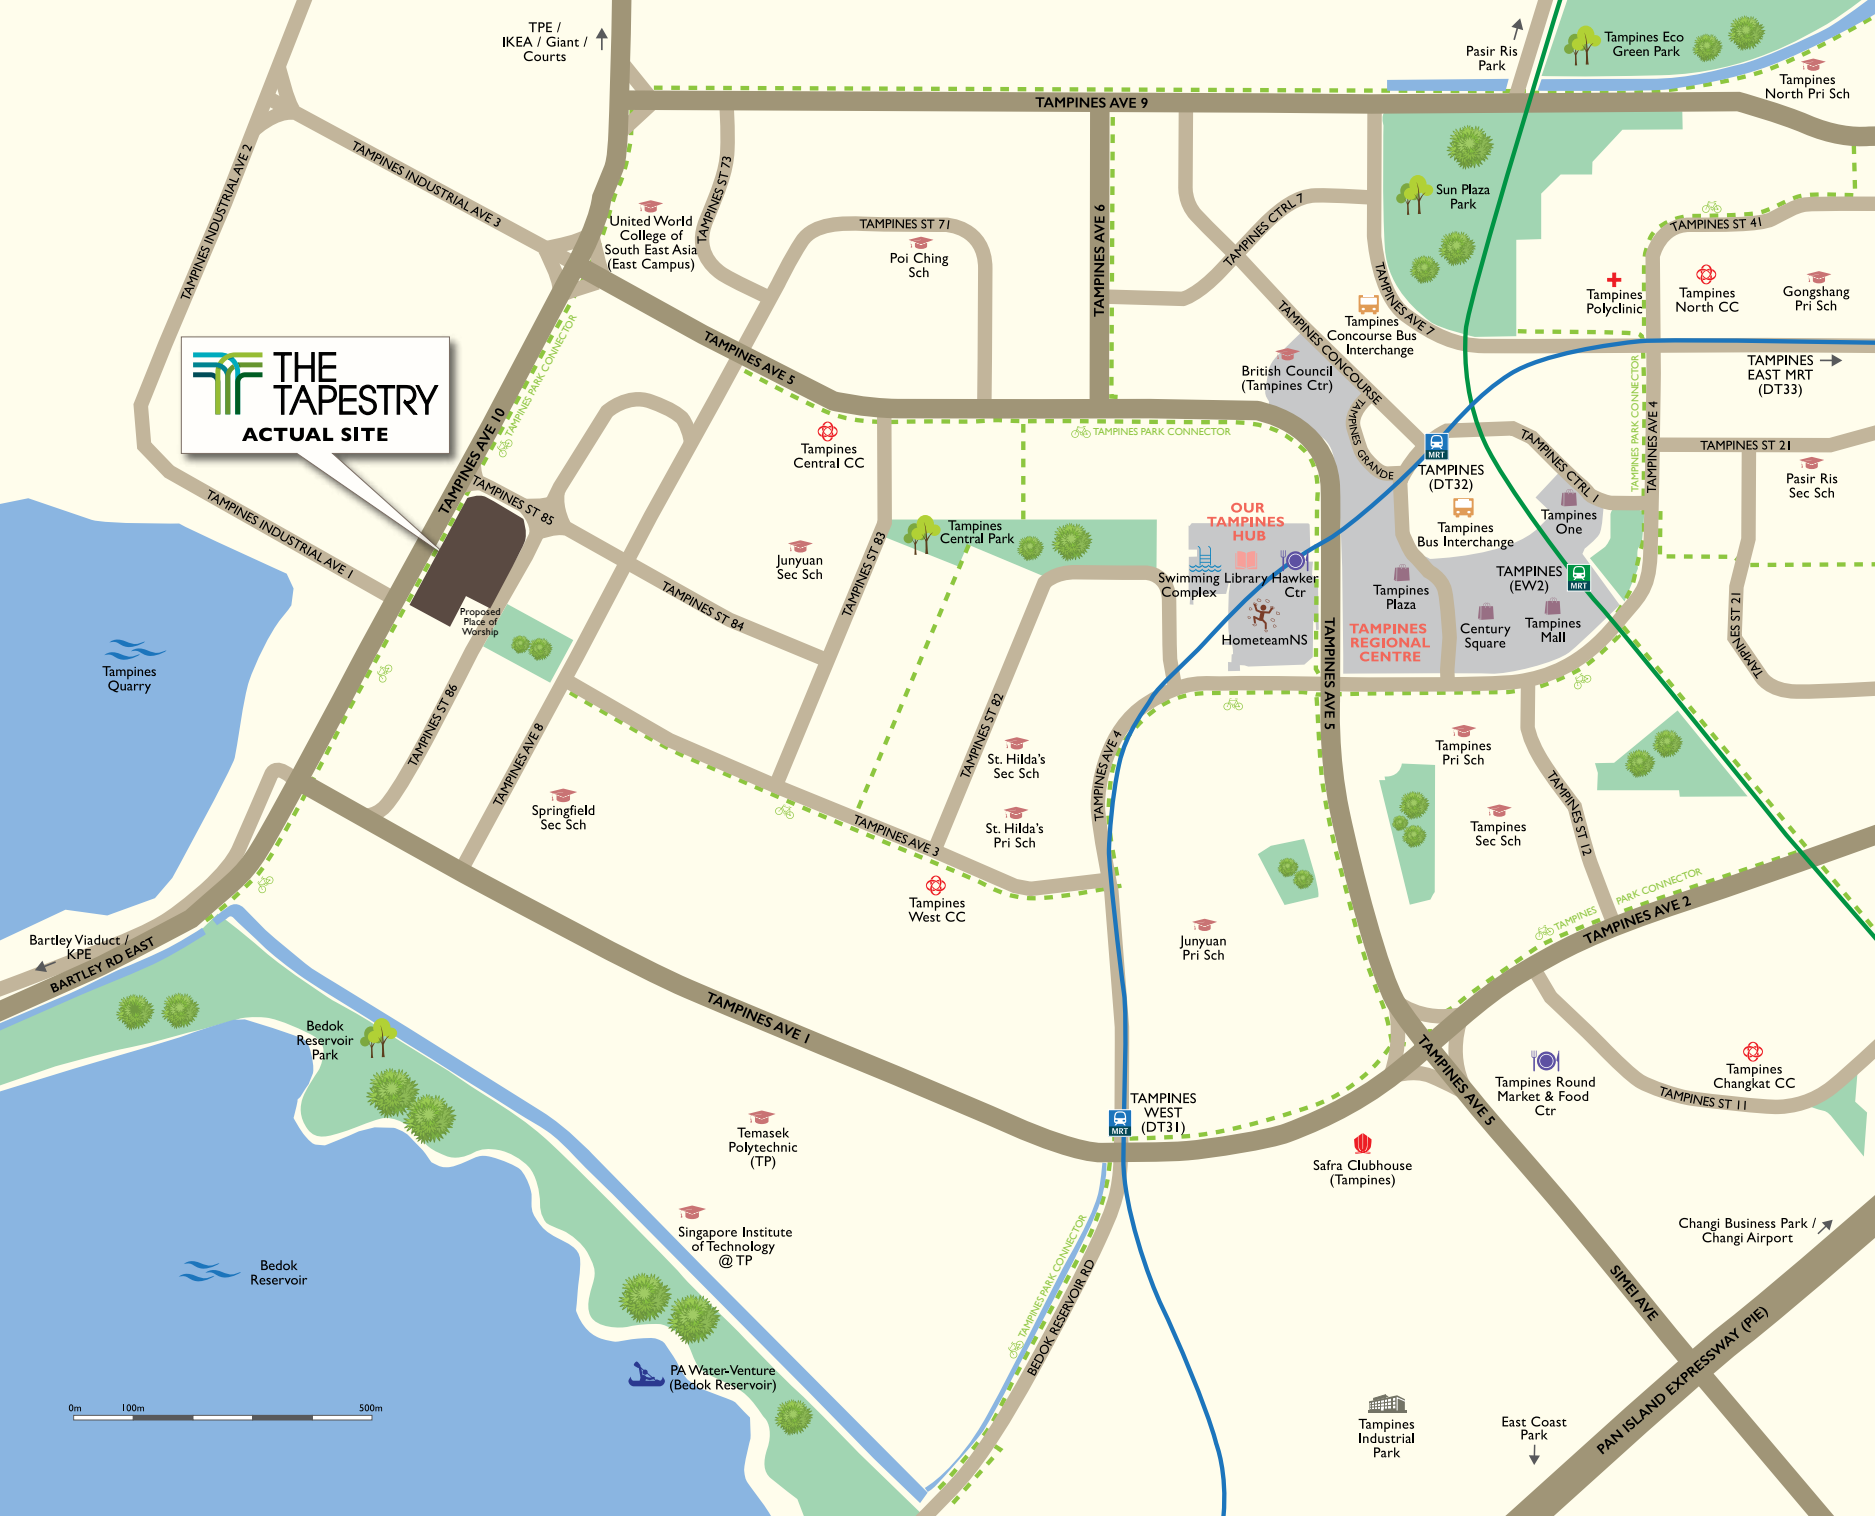 TPE /
IKEA / Giant /
Courts
Pasir Ris
Park
Tampines Eco
Green Park
Tampines
North Pri Sch
TAMPINES AVE 9
TAMPINES INDUSTRIAL AVE 2
TAMPINES INDUSTRIAL AVE 3
TAMPINES ST 73
United World
College of
South East Asia
(East Campus)
TAMPINES ST 71
Poi Ching
Sch
TAMPINES AVE 6
TAMPINES CTRL 7
Sun Plaza
Park
TAMPINES ST 41
Tampines
Polyclinic
Tampines
North CC
Gongshang
Pri Sch
TAMPINES AVE 7
Tampines
Concourse Bus
Interchange
TAMPINES CONCOURSE
British Council
(Tampines Ctr)
TAMPINES
EAST MRT
(DT33)
THE
TAPESTRY
ACTUAL SITE
TAMPINES PARK CONNECTOR
TAMPINES AVE 5
TAMPINES AVE 10
TAMPINES PARK CONNECTOR
TAMPINES GRANDE
TAMPINES PARK CONNECTOR
TAMPINES AVE 4
TAMPINES ST 21
Pasir Ris
Sec Sch
Tampines
Central CC
MRT
TAMPINES
(DT32)
TAMPINES CTRL 1
Tampines
One
Tampines
Bus Interchange
TAMPINES ST 85
TAMPINES INDUSTRIAL AVE 1
OUR
TAMPINES
HUB
Swimming
Complex
Library
Hawker
Ctr
HometeamNS
Tampines
Central Park
Junyuan
Sec Sch
TAMPINES ST 83
TAMPINES ST 84
Proposed
Place of
Worship
TAMPINES
(EW2)
MRT
Tampines
Plaza
Century
Square
Tampines
Mall
TAMPINES
REGIONAL
CENTRE
TAMPINES AVE 5
TAMPINES ST 21
TAMPINES
Tampines
Quarry
TAMPINES ST 86
TAMPINES AVE 8
TAMPINES ST 82
St. Hilda's
Sec Sch
St. Hilda's
Pri Sch
TAMPINES AVE 4
Tampines
Pri Sch
Tampines
Sec Sch
TAMPINES ST 12
Springfield
Sec Sch
TAMPINES AVE 3
Tampines
West CC
Junyuan
Pri Sch
TAMPINES PARK CONNECTOR
TAMPINES AVE 2
Bartley Viaduct /
KPE
BARTLEY RD EAST
TAMPINES AVE 1
Bedok
Reservoir
Park
TAMPINES AVE 5
Tampines Round
Market & Food
Ctr
Tampines
Changkat CC
TAMPINES ST 11
MRT
TAMPINES
WEST
(DT31)
Temasek
Polytechnic
(TP)
Safra Clubhouse
(Tampines)
Singapore Institute
of Technology
@ TP
Changi Business Park /
Changi Airport
Bedok
Reservoir
TAMPINES PARK CONNECTOR
BEDOK RESERVOIR RD
SIMEI AVE
PAN ISLAND EXPRESSWAY (PIE)
PA Water-Venture
(Bedok Reservoir)
Tampines
Industrial
Park
East Coast
Park
0m
100m
500m